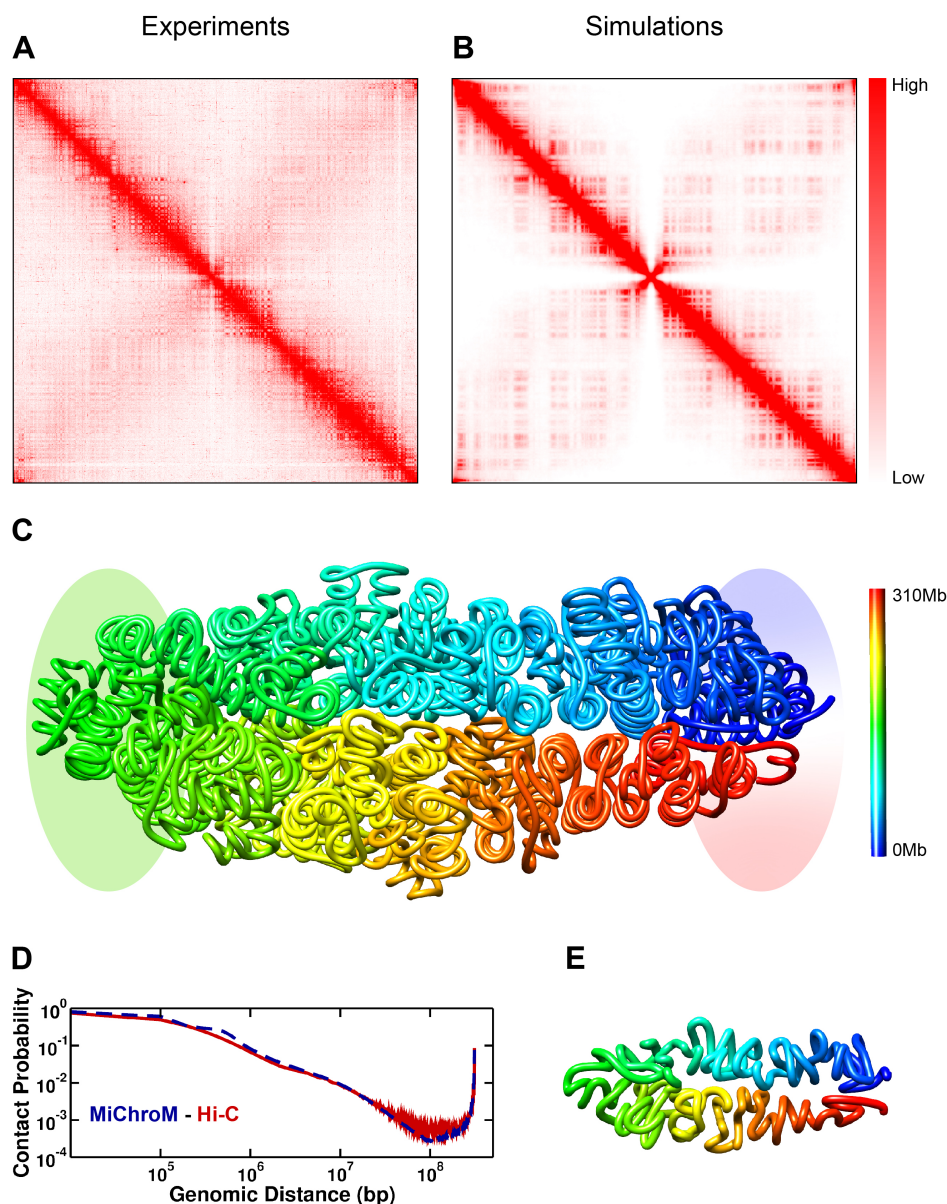 Experiments
Simulations
A
B
High
Low
C
310Mb
0Mb
D
E
Contact Probability
10^0
10^-1
10^-2
10^-3
10^-4
MiChroM - Hi-C
10^5
10^6
10^7
10^8
Genomic Distance (bp)